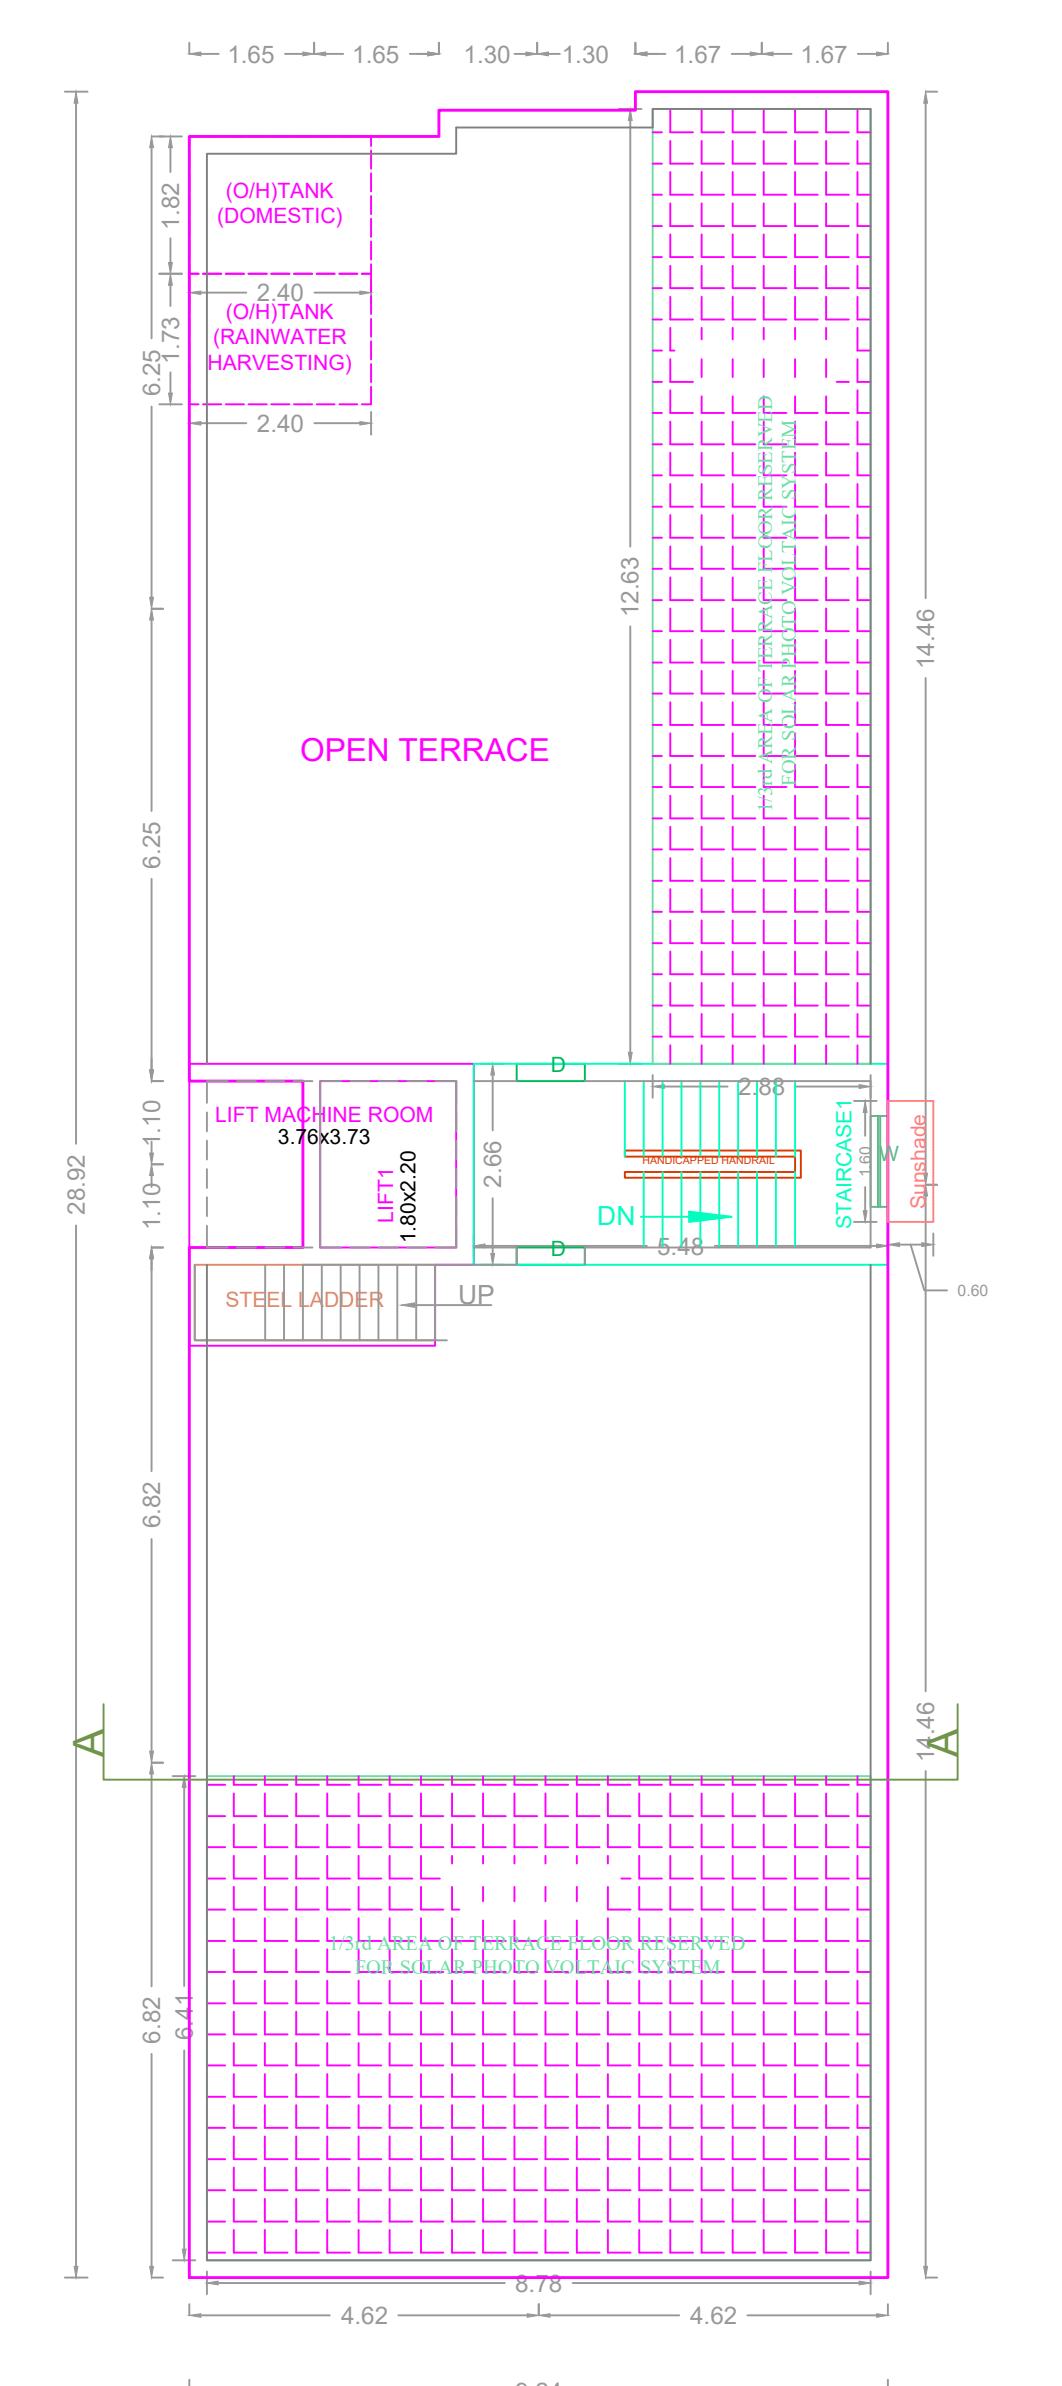 1.65
1.65
1.30
1.30
1.67
1.67
(O/H)TANK
(DOMESTIC)
1.82
2.40
(O/H)TANK
(RAINWATER
HARVESTING)
1.73
6.25
2.40
1/3rd AREA OF TERRACE FLOOR RESERVED
FOR SOLAR PHOTO VOLTAIC SYSTEM
12.63
14.46
OPEN TERRACE
6.25
D
2.88
LIFT MACHINE ROOM
3.76x3.73
1.10
1.10
28.92
LIFT1
1.80x2.20
2.66
HANDICAPPED HANDRAIL
STAIRCASE1
1.60
W
Sunshade
DN
D
5.48
0.60
STEEL LADDER
UP
6.82
14.46
A
A
1/3rd AREA OF TERRACE FLOOR RESERVED
FOR SOLAR PHOTO VOLTAIC SYSTEM
6.82
6.41
8.78
4.62
4.62